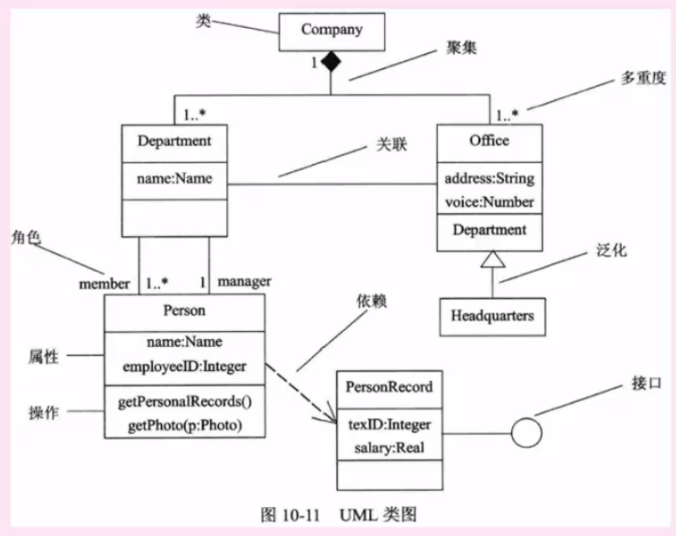 类
Company
1
聚集
多重度
1..*
1..*
Department
Office
关联
name:Name
address:String
voice:Number
Department
角色
泛化
member
1..*
1
manager
依赖
Headquarters
Person
name:Name
属性
employeeID:Integer
PersonRecord
接口
操作
getPersonalRecords()
texID:Integer
getPhoto(p:Photo)
salary:Real
图 10-11 UML 类图